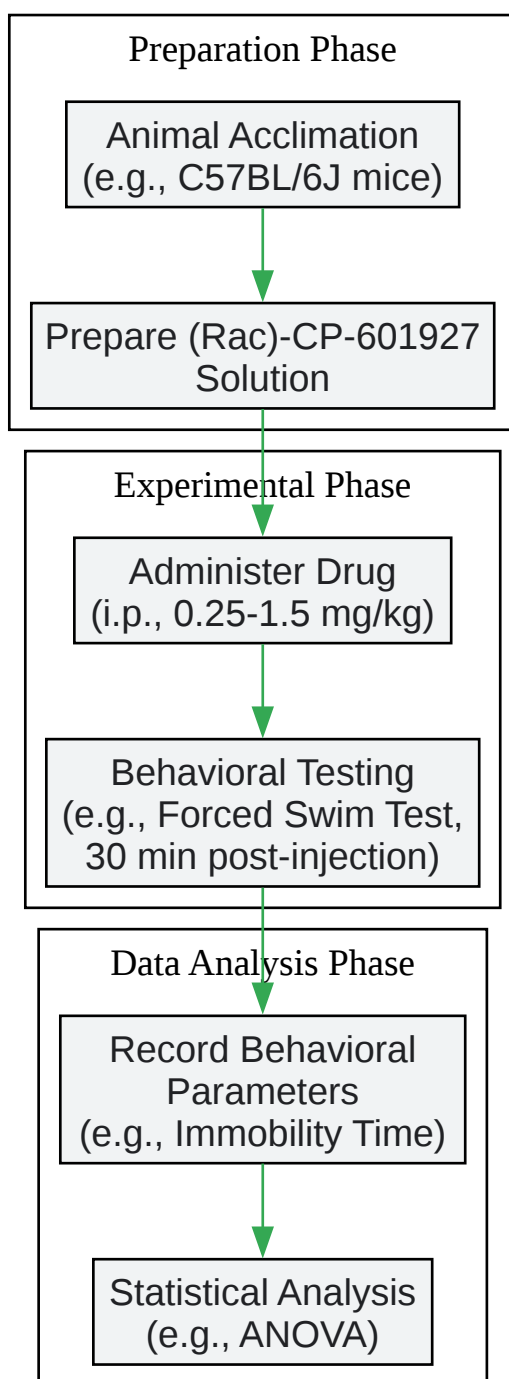 Preparation Phase
Animal Acclimation
(e.g., C57BL/6J mice)
Prepare (Rac)-CP-601927
Solution
Experimental Phase
Administer Drug
(i.p., 0.25-1.5 mg/kg)
Behavioral Testing
(e.g., Forced Swim Test,
30 min post-injection)
Data Analysis Phase
Record Behavioral
Parameters
(e.g., Immobility Time)
Statistical Analysis
(e.g., ANOVA)